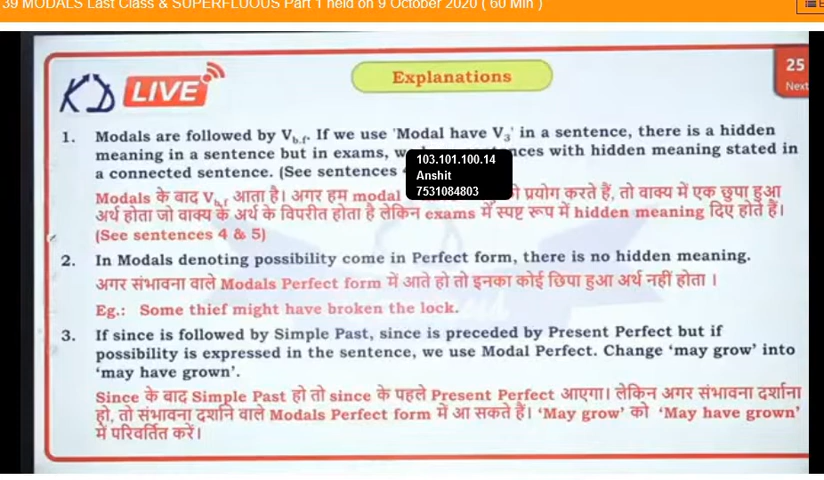 39 MODALS Last Class & SUPERFLUOUS Part 1 held on 9 October 2020 ( 60 Min )
KD LIVE
Explanations
25
Next
1. Modals are followed by Vb.f. If we use 'Modal have V3' in a sentence, there is a hidden
meaning in a sentence but in exams, w nces with hidden meaning stated in
a connected sentence. (See sentences
103.101.100.14
Anshit
7531084803
Modals के बाद Vb.f आता है। अगर हम modal प्रयोग करते हैं, तो वाक्य में एक छुपा हुआ
अर्थ होता जो वाक्य के अर्थ के विपरीत होता है लेकिन exams में स्पष्ट रूप में hidden meaning दिए होते हैं।
(See sentences 4 & 5)
2. In Modals denoting possibility come in Perfect form, there is no hidden meaning.
अगर संभावना वाले Modals Perfect form में आते हो तो इनका कोई छिपा हुआ अर्थ नहीं होता ।
Eg.: Some thief might have broken the lock.
3. If since is followed by Simple Past, since is preceded by Present Perfect but if
possibility is expressed in the sentence, we use Modal Perfect. Change ‘may grow’ into
‘may have grown’.
Since के बाद Simple Past हो तो since के पहले Present Perfect आएगा। लेकिन अगर संभावना दर्शाना
हो, तो संभावना दर्शाने वाले Modals Perfect form में आ सकते हैं। ‘May grow’ को ‘May have grown’
में परिवर्तित करें।